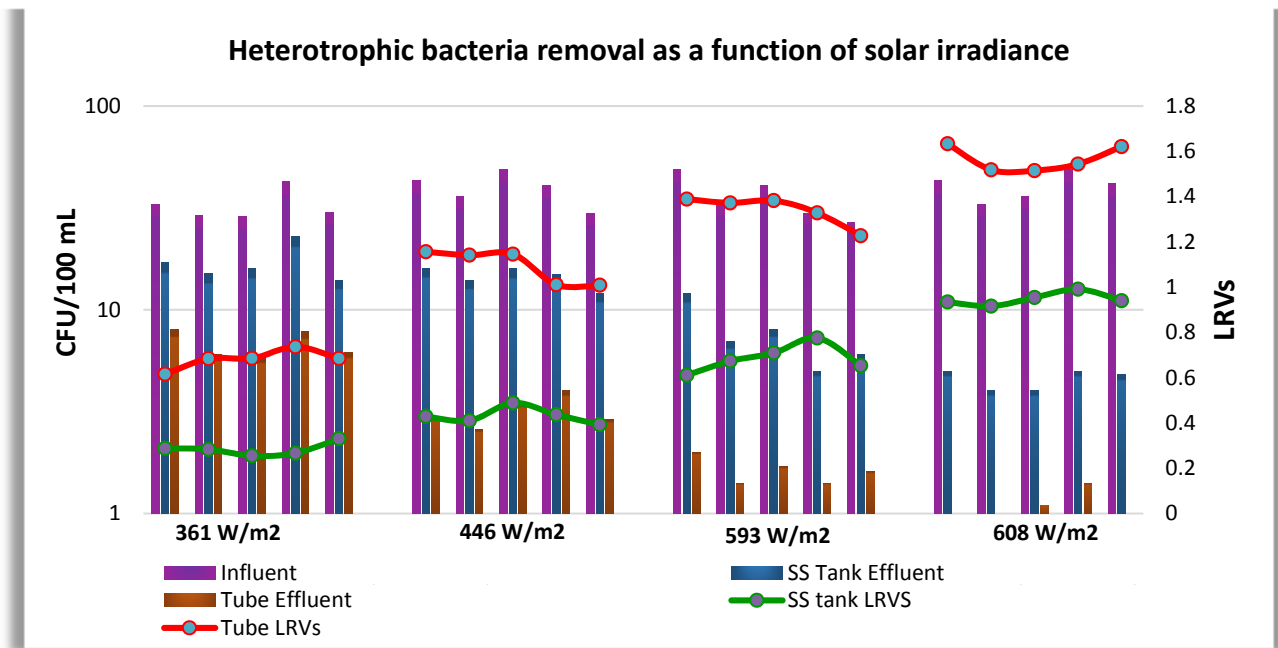 Heterotrophic bacteria removal as a function of solar irradiance
100
10
1
CFU/100 mL
1.8
1.6
1.4
1.2
1
0.8
0.6
0.4
0.2
0
LRVs
361 W/m2
446 W/m2
593 W/m2
608 W/m2
Influent
SS Tank Effluent
Tube Effluent
SS tank LRVS
Tube LRVs